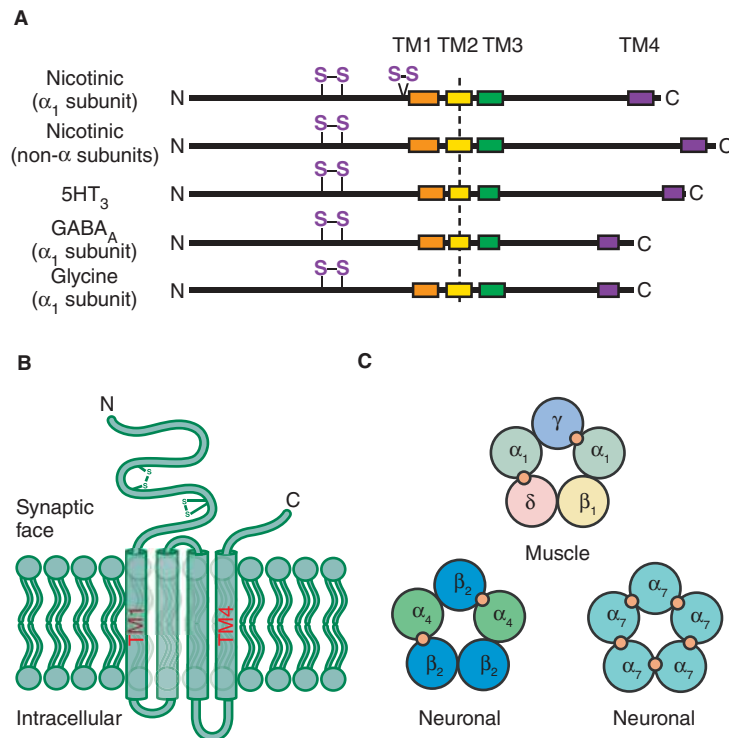 A
TM1 TM2 TM3 TM4
S–S S-S
Nicotinic
(α₁ subunit)
N C
S–S
Nicotinic
(non-α subunits)
N C
S–S
5HT₃
N C
S–S
GABA_A
(α₁ subunit)
N C
S–S
Glycine
(α₁ subunit)
N C
B
N
S
S
S
S
C
Synaptic
face
TM1 TM4
Intracellular
C
γ
α₁ α₁
δ β₁
Muscle
β₂
α₄ α₄
β₂ β₂
Neuronal
α₇
α₇ α₇
α₇ α₇
Neuronal